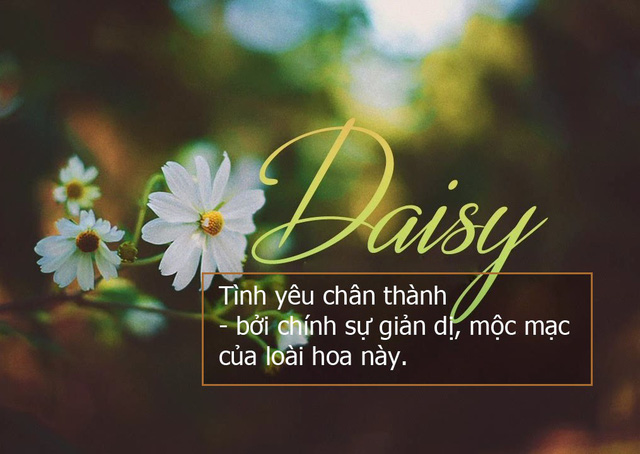 Daisy
Tình yêu chân thành
- bởi chính sự giản dị, mộc mạc
của loài hoa này.